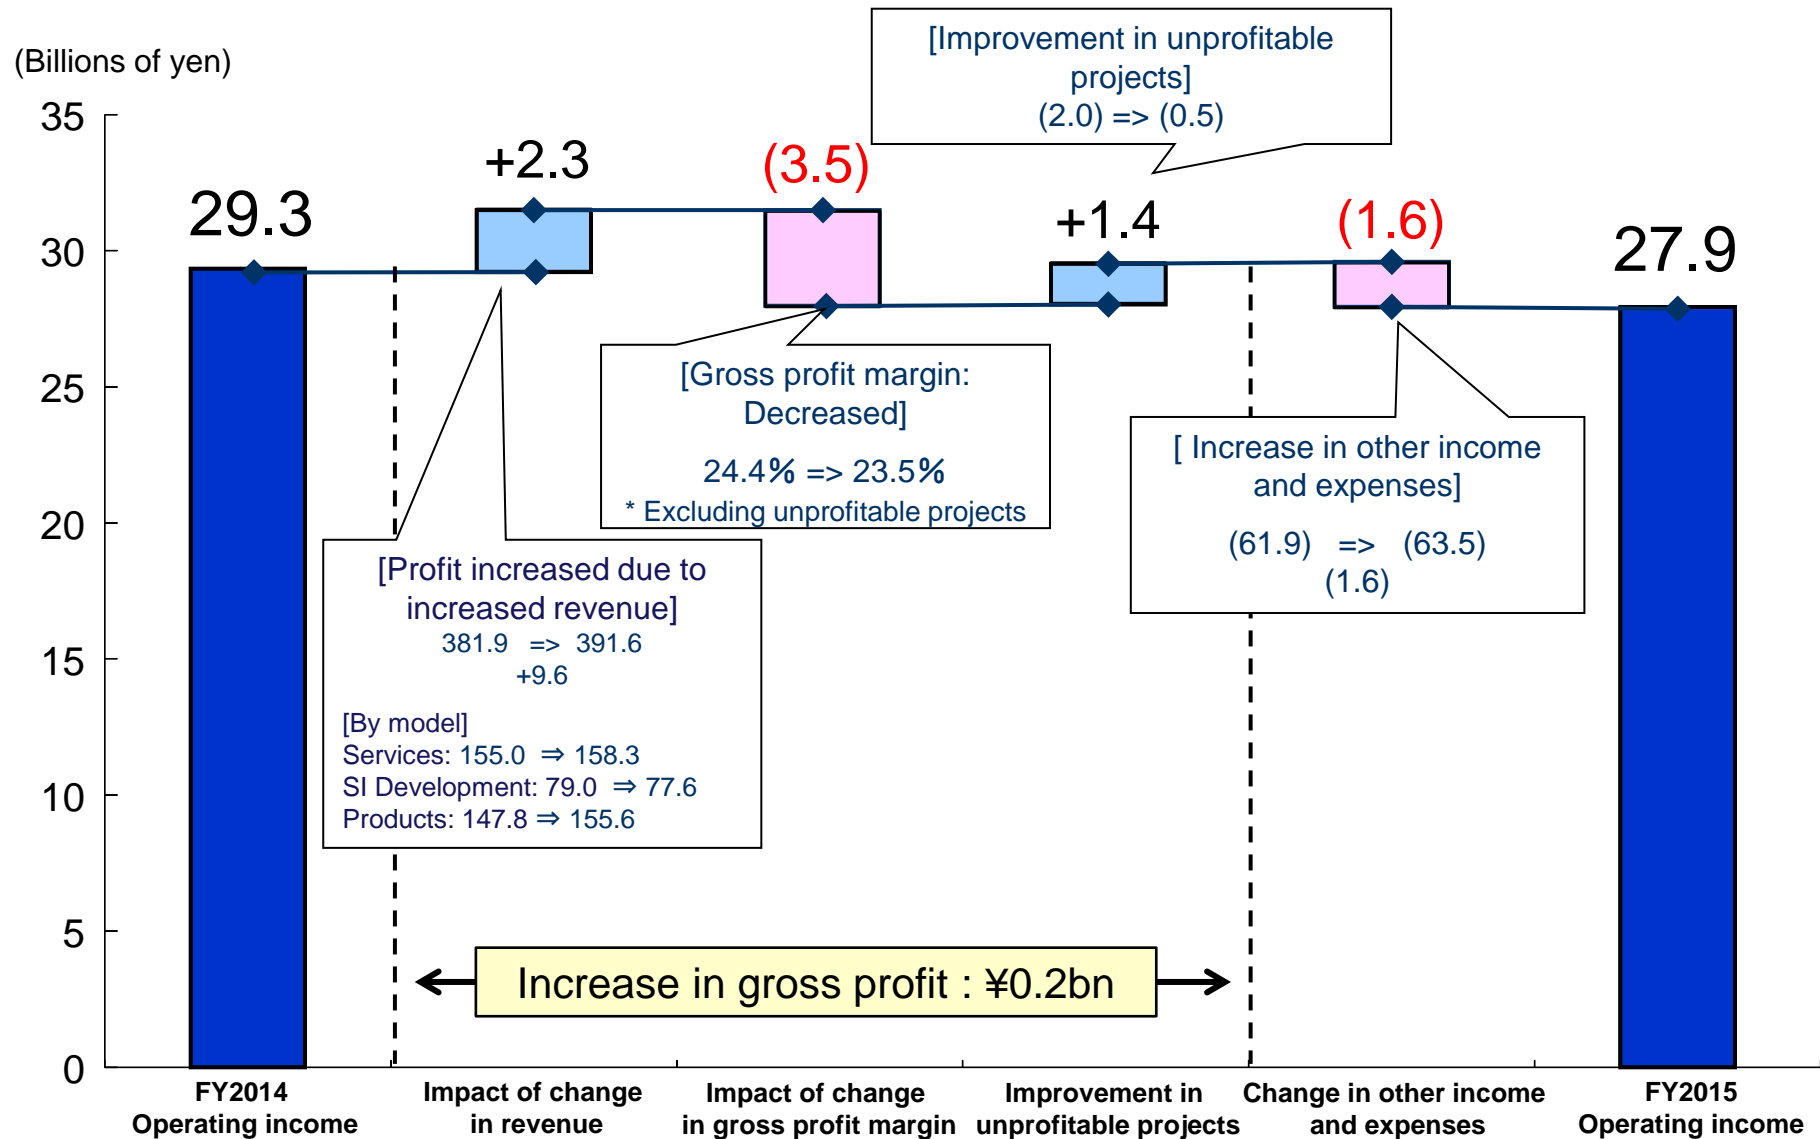 (Billions of yen)
35
30
25
20
15
10
5
0
29.3
+2.3
(3.5)
+1.4
(1.6)
27.9
[Improvement in unprofitable
projects]
(2.0) => (0.5)
[Gross profit margin:
Decreased]
24.4% => 23.5%
* Excluding unprofitable projects
[ Increase in other income
and expenses]
(61.9) => (63.5)
(1.6)
[Profit increased due to
increased revenue]
381.9 => 391.6
+9.6
[By model]
Services: 155.0 ⇒ 158.3
SI Development: 79.0 ⇒ 77.6
Products: 147.8 ⇒ 155.6
Increase in gross profit : ¥0.2bn
FY2014
Operating income
Impact of change
in revenue
Impact of change
in gross profit margin
Improvement in
unprofitable projects
Change in other income
and expenses
FY2015
Operating income